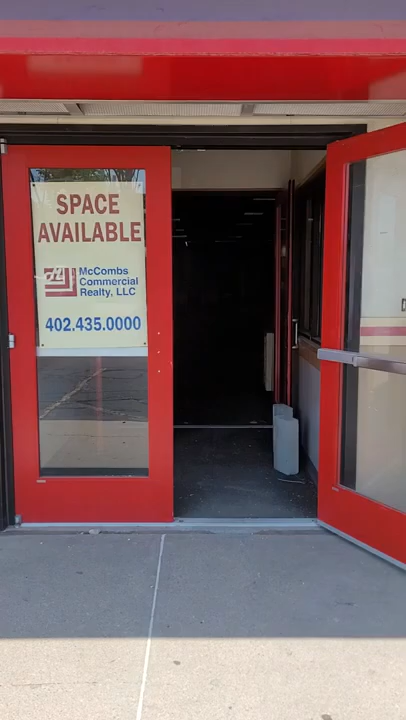 SPACE
AVAILABLE
McCombs
Commercial
Realty, LLC
402.435.0000